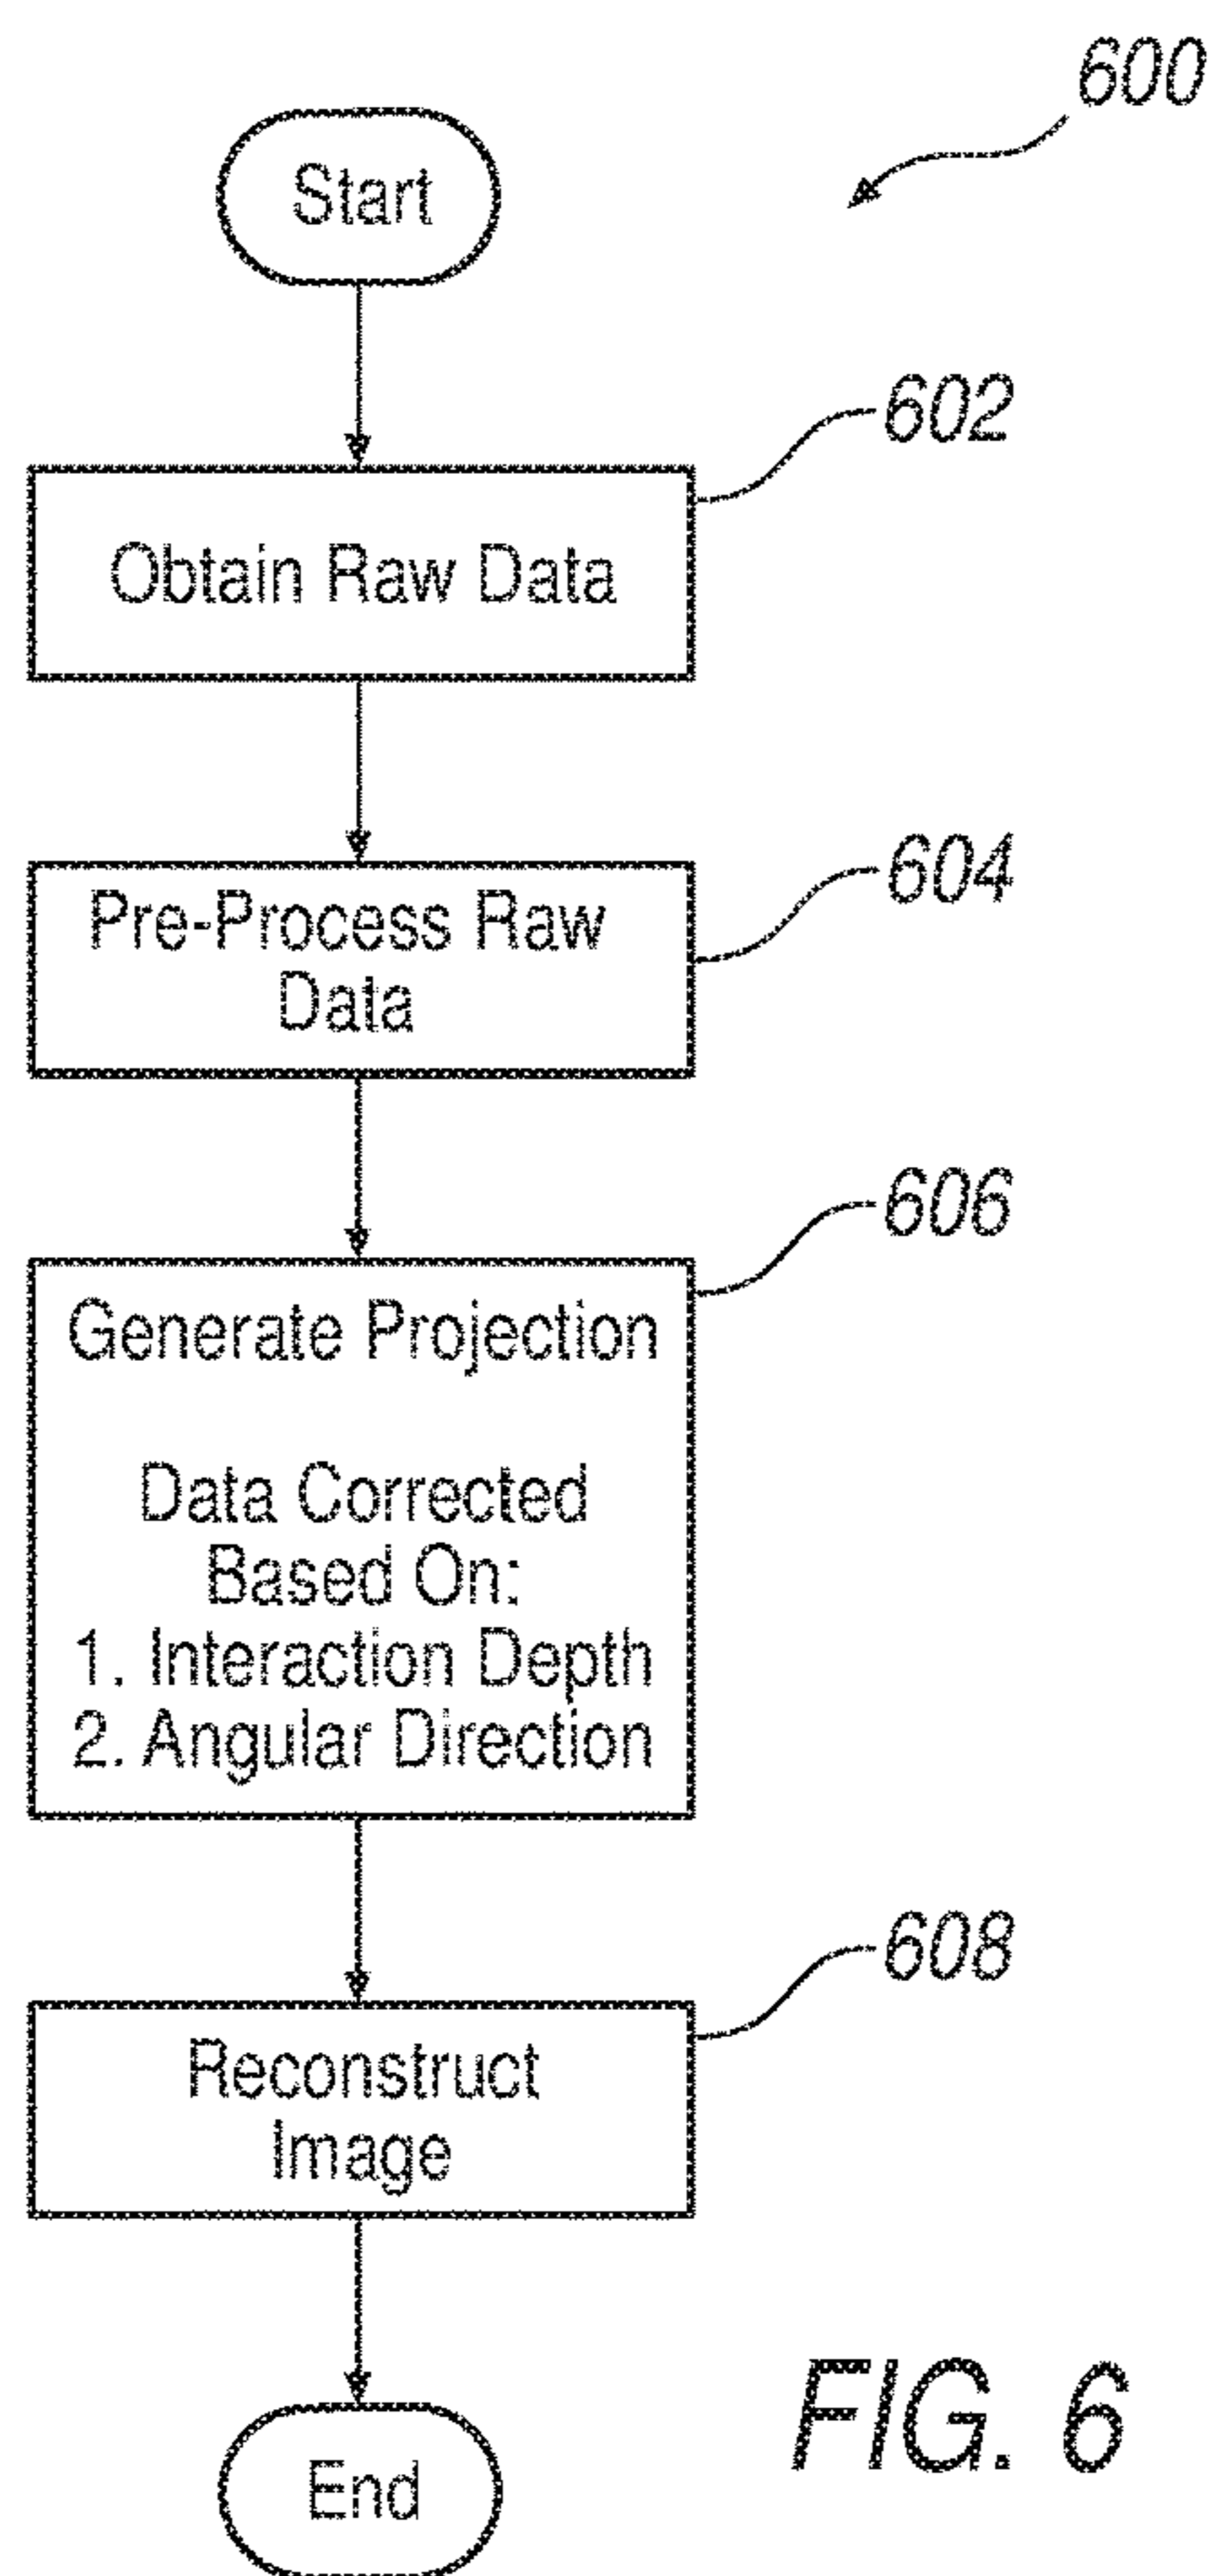 600
Start
602
Obtain Raw Data
604
Pre-Process Raw
Data
606
Generate Projection
Data Corrected
Based On:
1. Interaction Depth
2. Angular Direction
608
Reconstruct
Image
End
FIG. 6